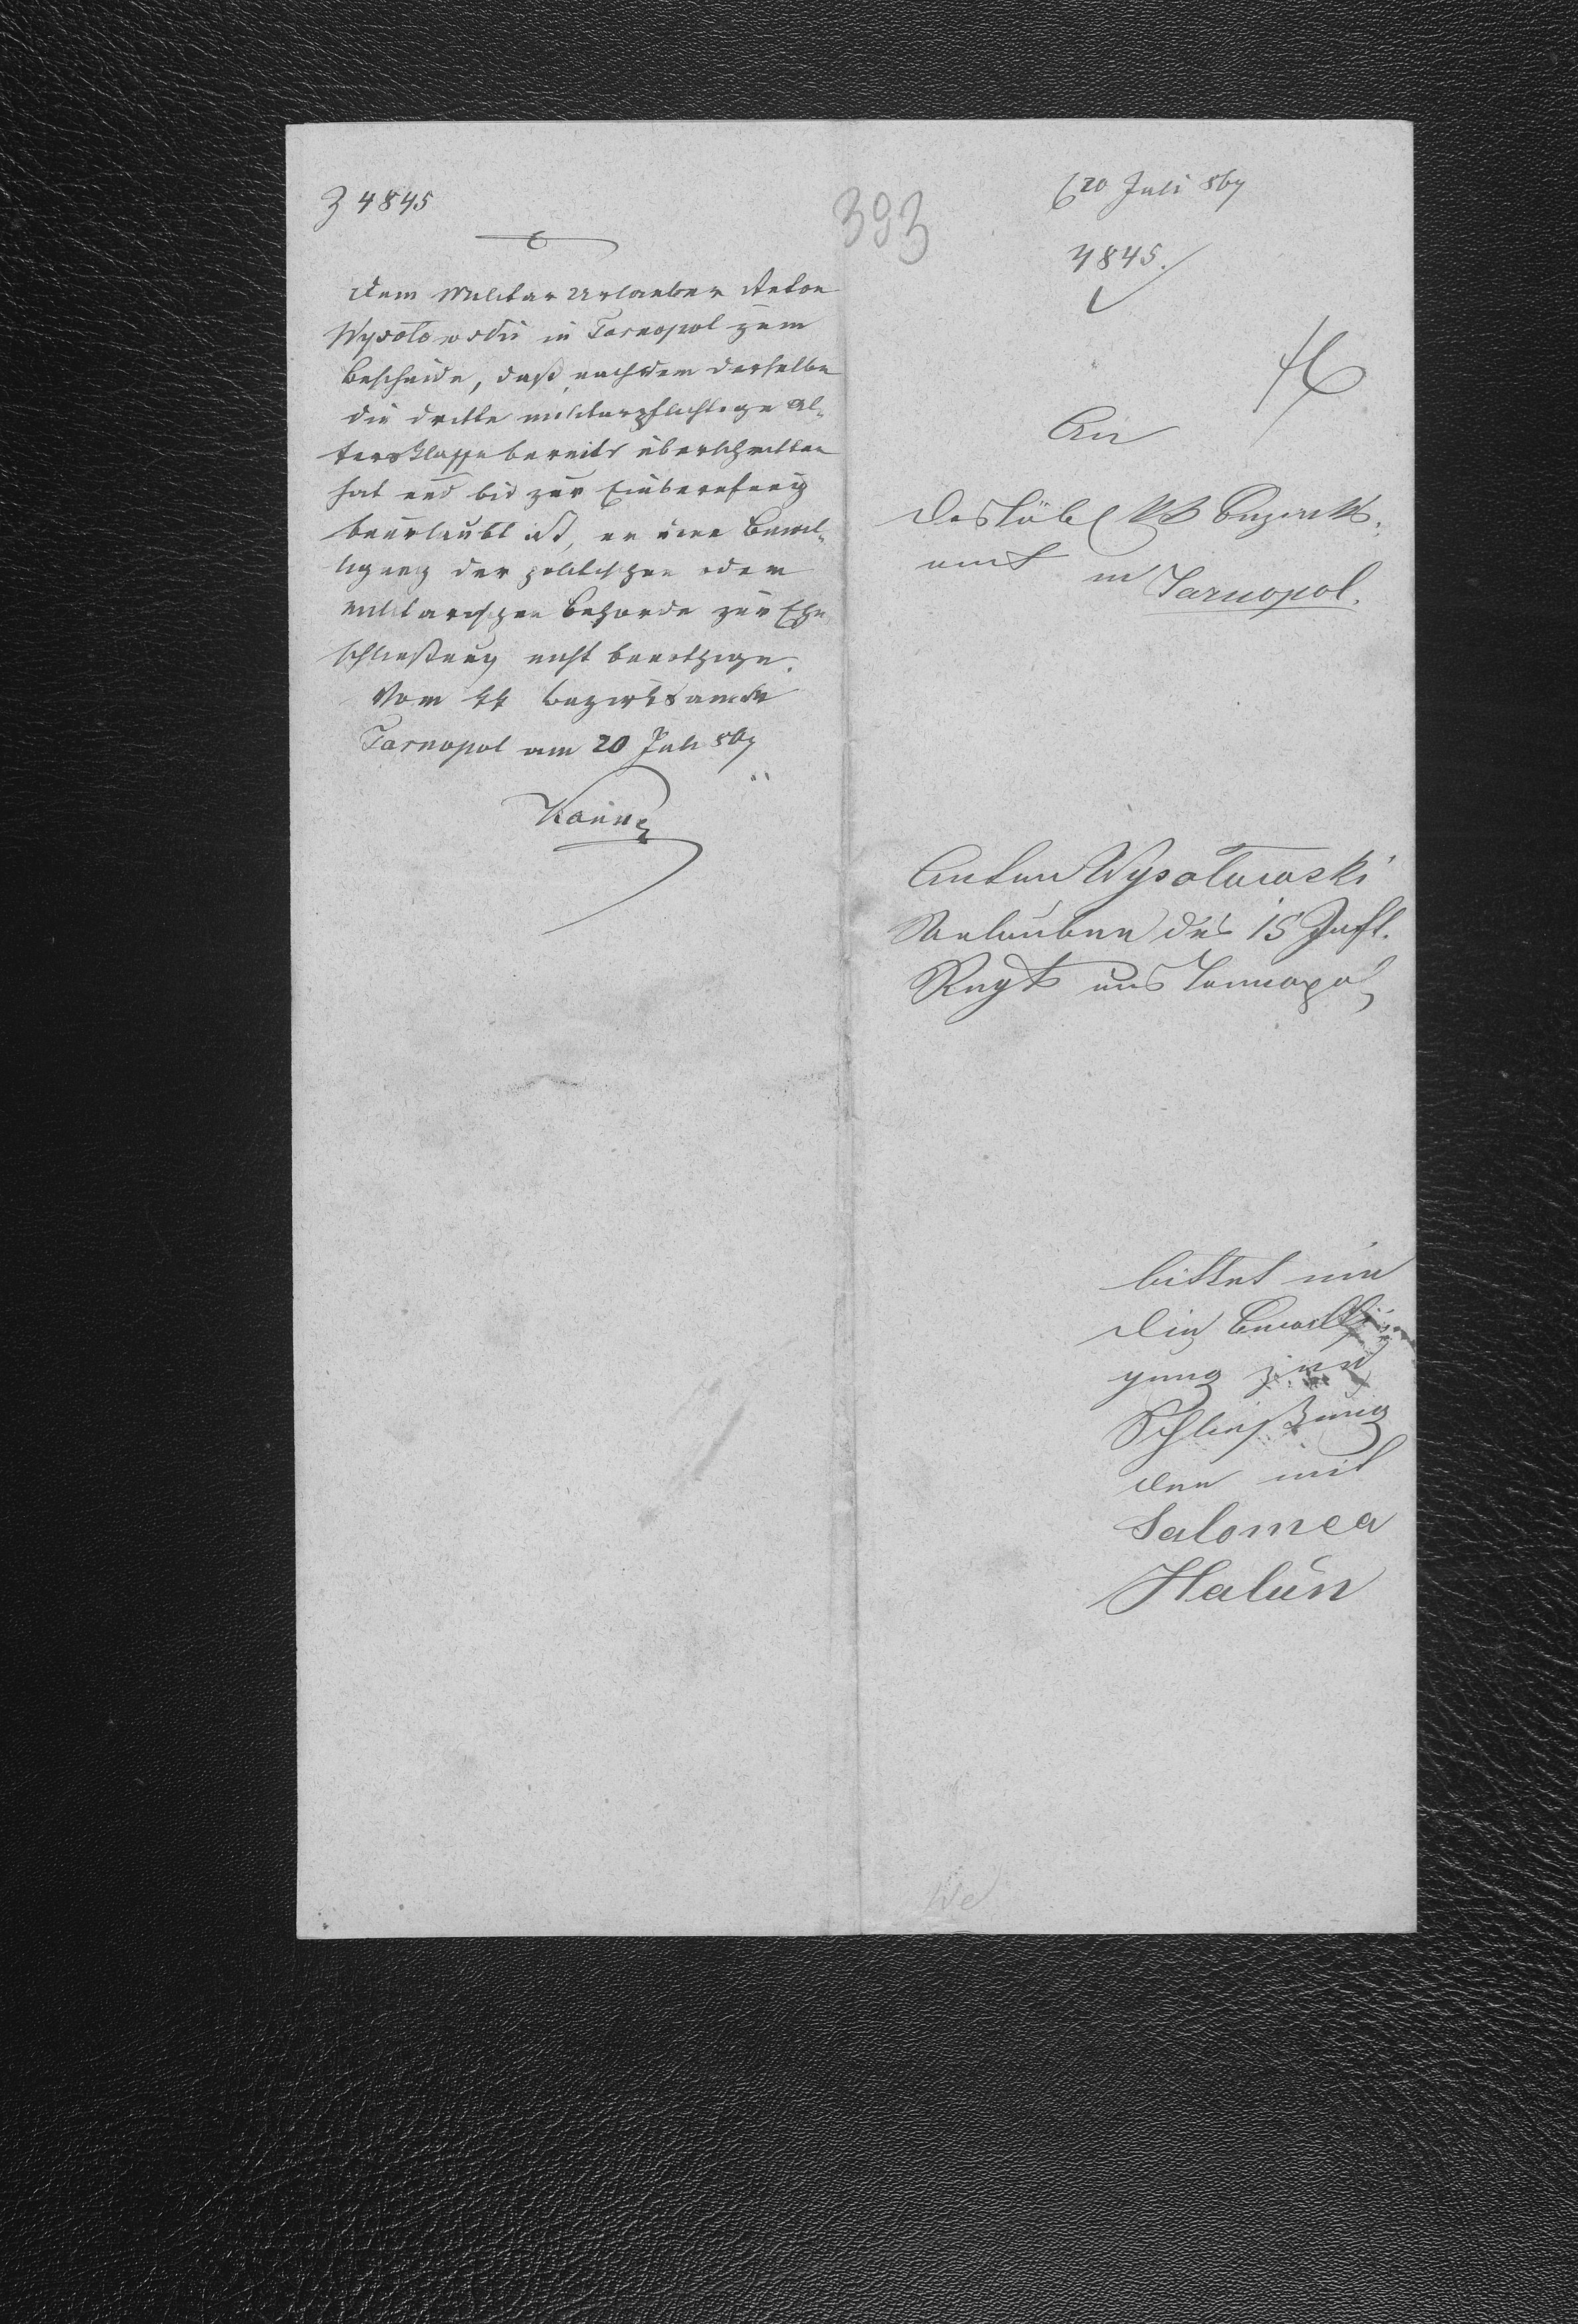 Z 4845
Dem Militär Urlauber Anton
Wysotowski in Tarnopol zum
Bescheide, daß nachdem derselbe
die dritte militärpflichtige Al-
tersklasse bereits überschritten
hat und bis zur Einberufung
beurlaubt ist, er eine Bewil-
ligung der politischen oder
militärischen Behörde zur Ehe
schließung nicht benöthige.
Vom kk Bezirksamte
Tarnopol am 20 Juli 867
393
20 Juli 867
4845.
An
Das löbl kk Bezirks-
amt in Tarnopol.
Anton Wysotowski
Urlauber des 15 Inft.
Regts aus Tarnopol
bittet um
die Bewilli-
gung zur
Schließung
der mit
Salomea
Halun